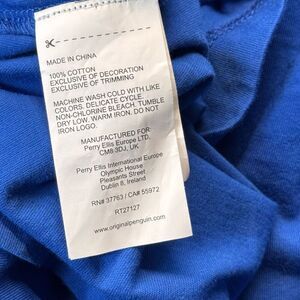 MADE IN CHINA
100% COTTON
EXCLUSIVE OF DECORATION
EXCLUSIVE OF TRIMMING
MACHINE WASH COLD WITH LIKE
COLORS. DELICATE CYCLE.
NON-CHLORINE BLEACH. TUMBLE
DRY LOW. WARM IRON. DO NOT
IRON LOGO.
MANUFACTURED FOR:
Perry Ellis Europe LTD.
CM8 3DJ, UK
Perry Ellis International Europe
Olympic House
Pleasants Street
Dublin 8, Ireland
RN# 37763 / CA# 55972
RT27127
www.originalpenguin.com